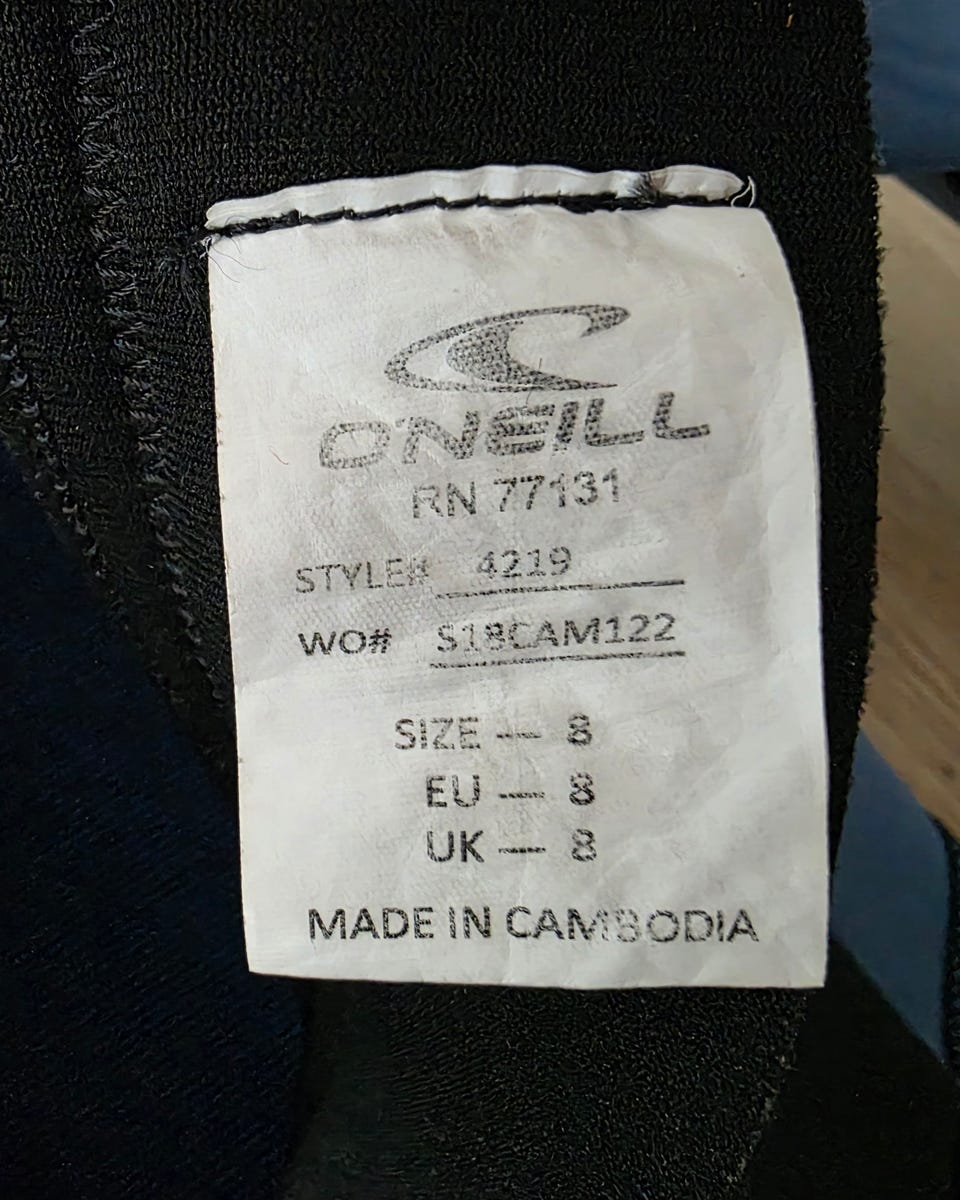 O'NEILL
RN 77131
STYLE# 4219
WO# S18CAM122
SIZE — 8
EU — 8
UK — 8
MADE IN CAMBODIA